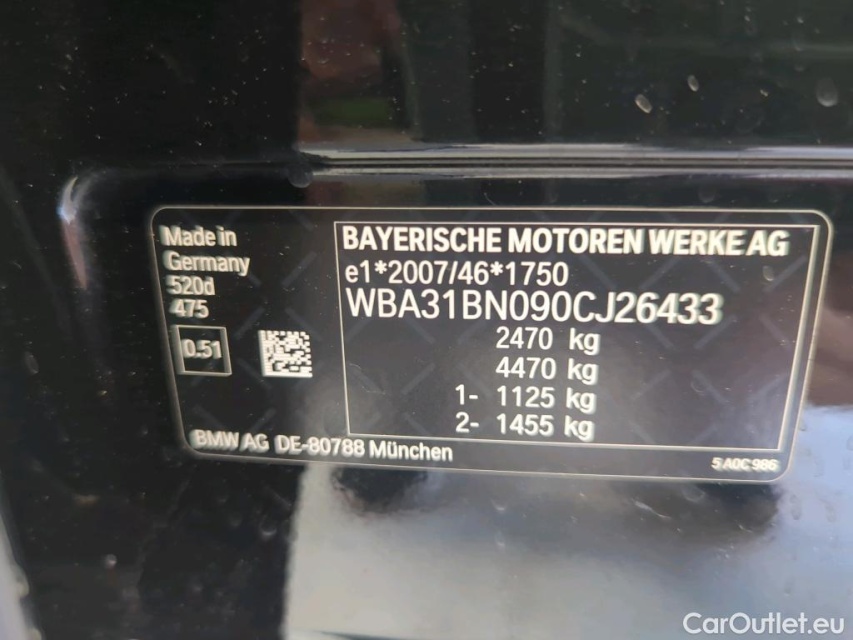 Made in
Germany
520d
475
0.51
BAYERISCHE MOTOREN WERKE AG
e1*2007/46*1750
WBA31BN090CJ26433
2470 kg
4470 kg
1- 1125 kg
2- 1455 kg
BMW AG DE-80788 München
5A0C986
CarOutlet.eu